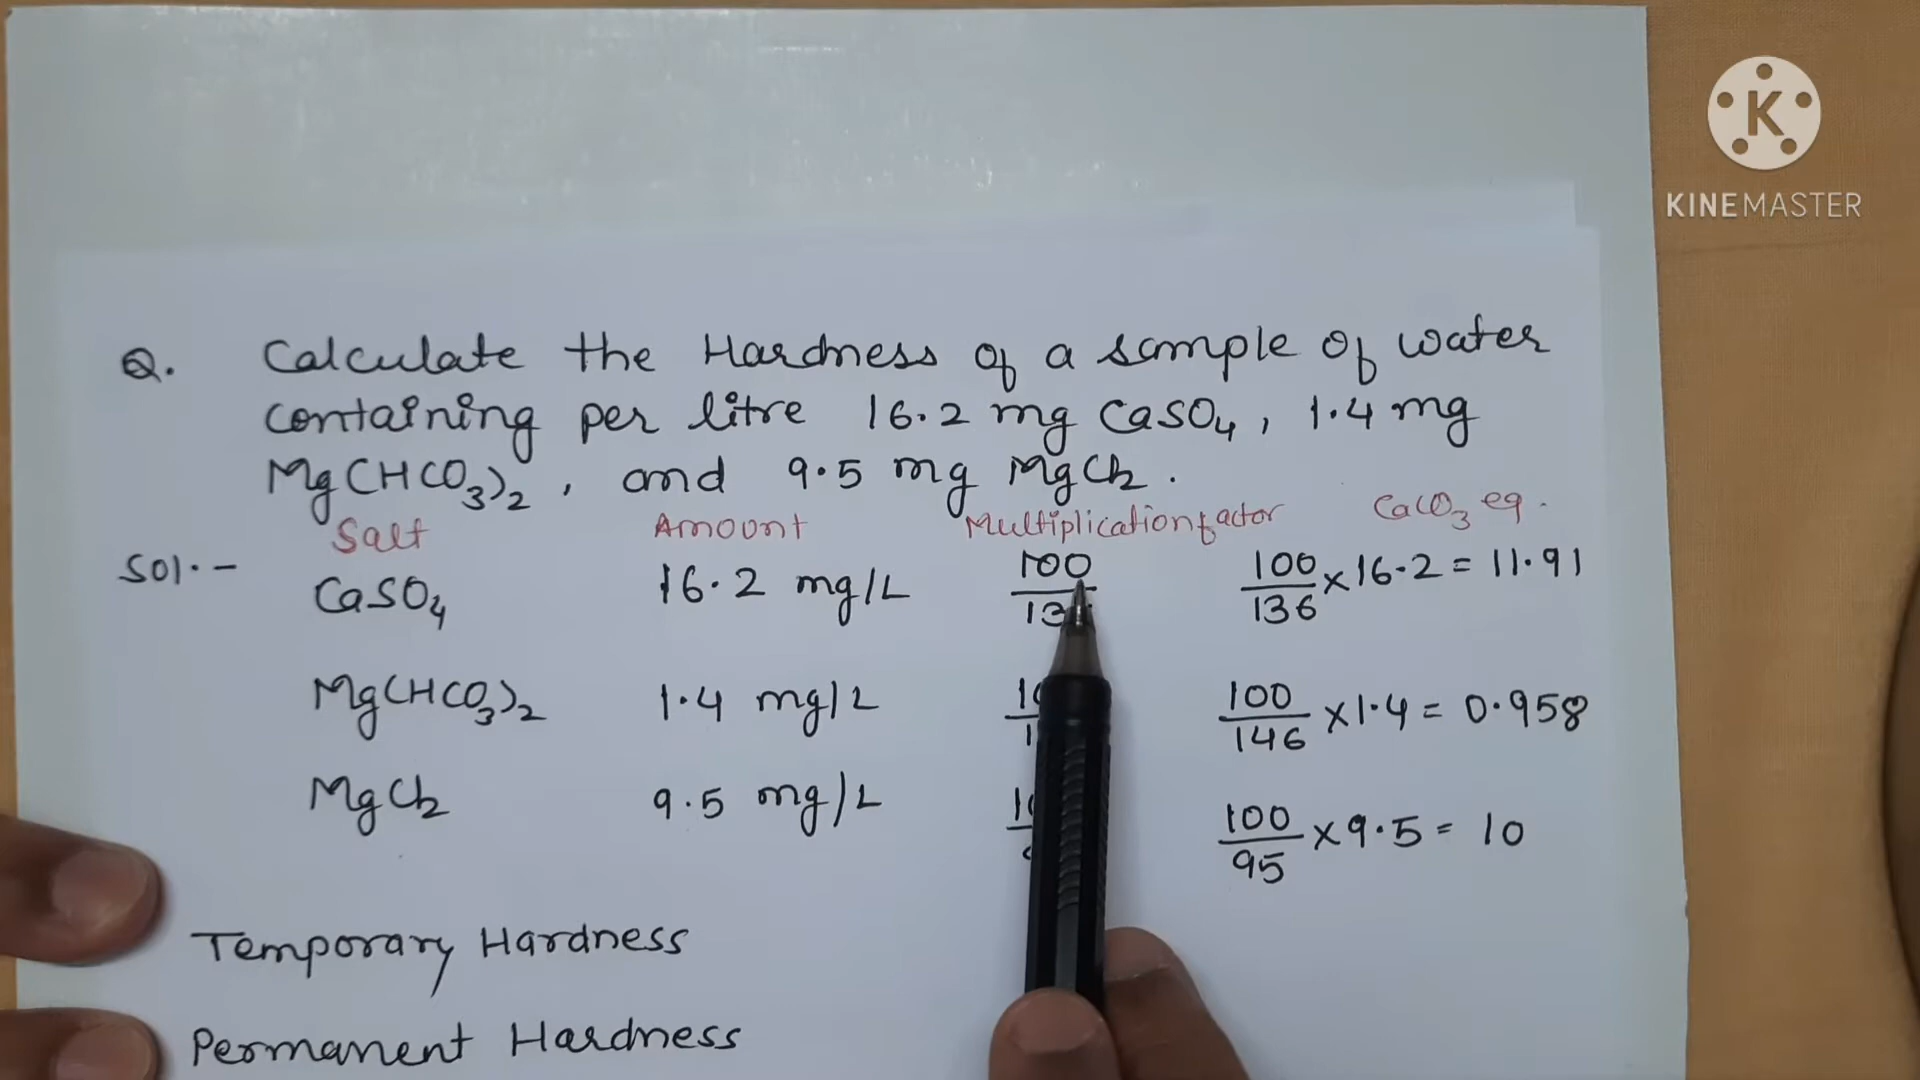 Q. Calculate the Hardness of a sample of water
containing per litre 16.2 mg CaSO4, 1.4 mg
Mg(HCO3)2, and 9.5 mg MgCl2.
Salt Amount Multiplication factor CaCO3 eq.
Sol.- CaSO4 16.2 mg/L 100/13 100/136 × 16.2 = 11.91
Mg(HCO3)2 1.4 mg/L 100/146 × 1.4 = 0.958
MgCl2 9.5 mg/L 100/95 × 9.5 = 10
Temporary Hardness
Permanent Hardness
K
KINEMASTER